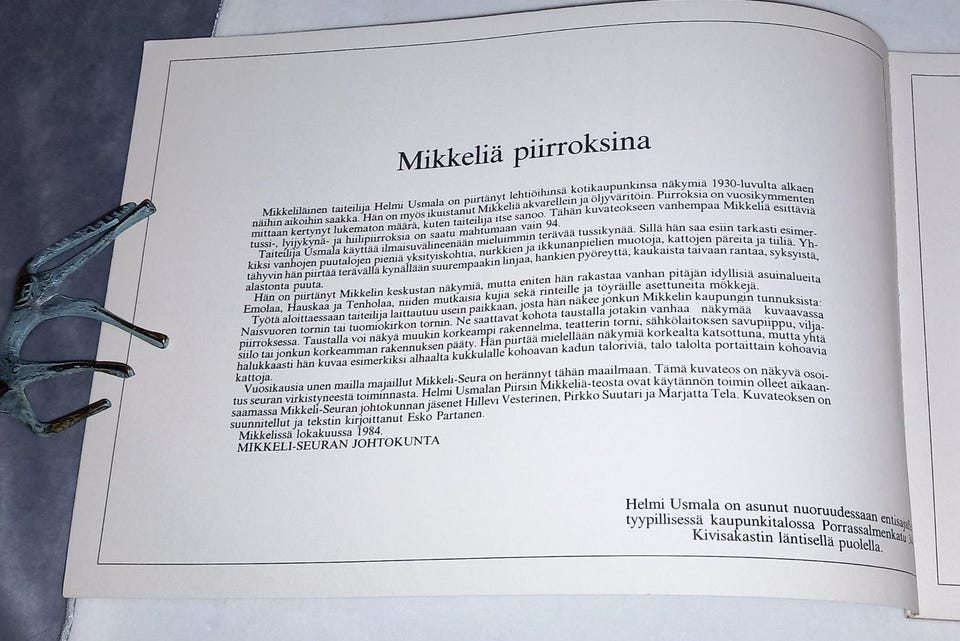 Mikkeliä piirroksina
Mikkeliläinen taiteilija Helmi Usmala on piirtänyt lehtiöihinsä kotikaupunkinsa näkymiä 1930-luvulta alkaen
näihin aikoihin saakka. Hän on myös ikuistanut Mikkeliä akvarellein ja öljyväritöin. Piirroksia on vuosikymmenten
mittaan kertynyt lukematon määrä, kuten taiteilija itse sanoo. Tähän kuvateokseen vanhempaa Mikkeliä esittäviä
tussi-, lyijykynä- ja hiilipiirroksia on saatu mahtumaan vain 94.
Taiteilija Usmala käyttää ilmaisuvälineenään mieluimmin terävää tussikynää. Sillä hän saa esiin tarkasti esimer-
kiksi vanhojen puutalojen pieniä yksityiskohtia, nurkkien ja ikkunanpielien muotoja, kattojen päreitä ja tiiliä. Yh-
tähyvin hän piirtää terävällä kynällään suurempaakin linjaa, hankien pyöreyttä, kaukaista taivaan rantaa, syksyistä,
alastonta puuta.
Hän on piirtänyt Mikkelin keskustan näkymiä, mutta eniten hän rakastaa vanhan pitäjän idyllisiä asuinalueita
Emolaa, Hauskaa ja Tenholaa, niiden mutkaisia kujia sekä rinteille ja töyräille asettuneita mökkejä.
Työtä aloittaessaan taiteilija laittautuu usein paikkaan, josta hän näkee jonkun Mikkelin kaupungin tunnuksista:
Naisvuoren tornin tai tuomiokirkon tornin. Ne saattavat kohota taustalla jotakin vanhaa näkymää kuvaavassa
piirroksessa. Taustalla voi näkyä muukin korkeampi rakennelma, teatterin torni, sähkölaitoksen savupiippu, vilja-
siilo tai jonkun korkeamman rakennuksen pääty. Hän piirtää mielellään näkymiä korkealta katsottuna, mutta yhtä
halukkaasti hän kuvaa esimerkiksi alhaalta kukkulalle kohoavan kadun taloriviä, talo talolta portaittain kohoavia
kattoja.
Vuosikausia unen mailla majaillut Mikkeli-Seura on herännyt tähän maailmaan. Tämä kuvateos on näkyvä osoi-
tus seuran virkistyneestä toiminnasta. Helmi Usmalan Piirsin Mikkeliä-teosta ovat käytännön toimin olleet aikaan-
saamassa Mikkeli-Seuran johtokunnan jäsenet Hillevi Vesterinen, Pirkko Suutari ja Marjatta Tela. Kuvateoksen on
suunnitellut ja tekstin kirjoittanut Esko Partanen.
Mikkelissä lokakuussa 1984.
MIKKELI-SEURAN JOHTOKUNTA
Helmi Usmala on asunut nuoruudessaan
tyypillisessä kaupunkitalossa Porrassalmenkatu
Kivisakastin läntisellä puolella.